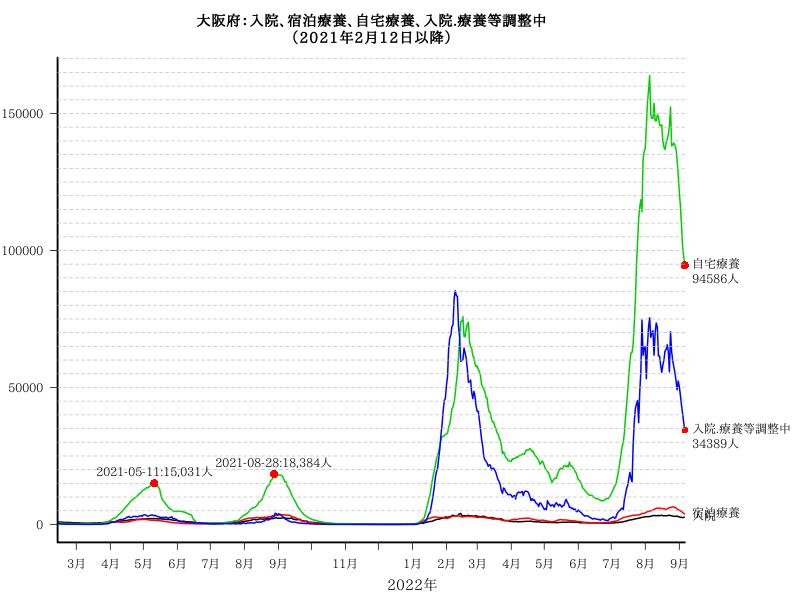 大阪府：入院、宿泊療養、自宅療養、入院.療養等調整中
（2021年2月12日以降）
150000
100000
50000
0
自宅療養
94586人
入院.療養等調整中
34389人
宿泊療養
入院
2021-05-11:15,031人
2021-08-28:18,384人
3月 4月 5月 6月 7月 8月 9月 11月 1月 2月 3月 4月 5月 6月 7月 8月 9月
2022年